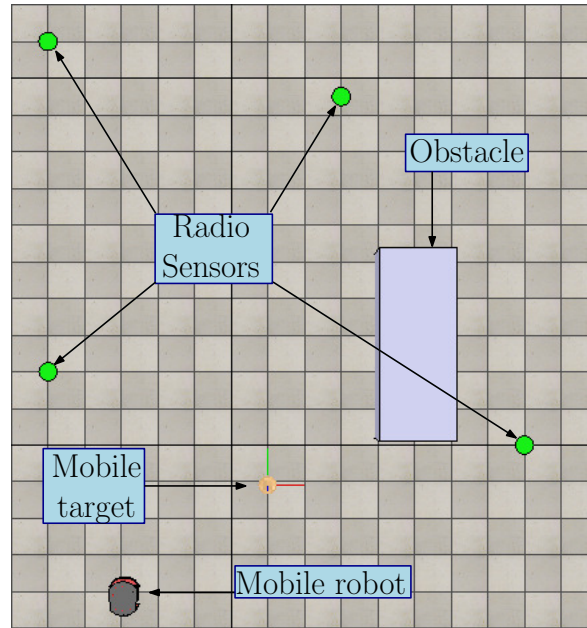 Obstacle
Radio
Sensors
Mobile
target
Mobile robot